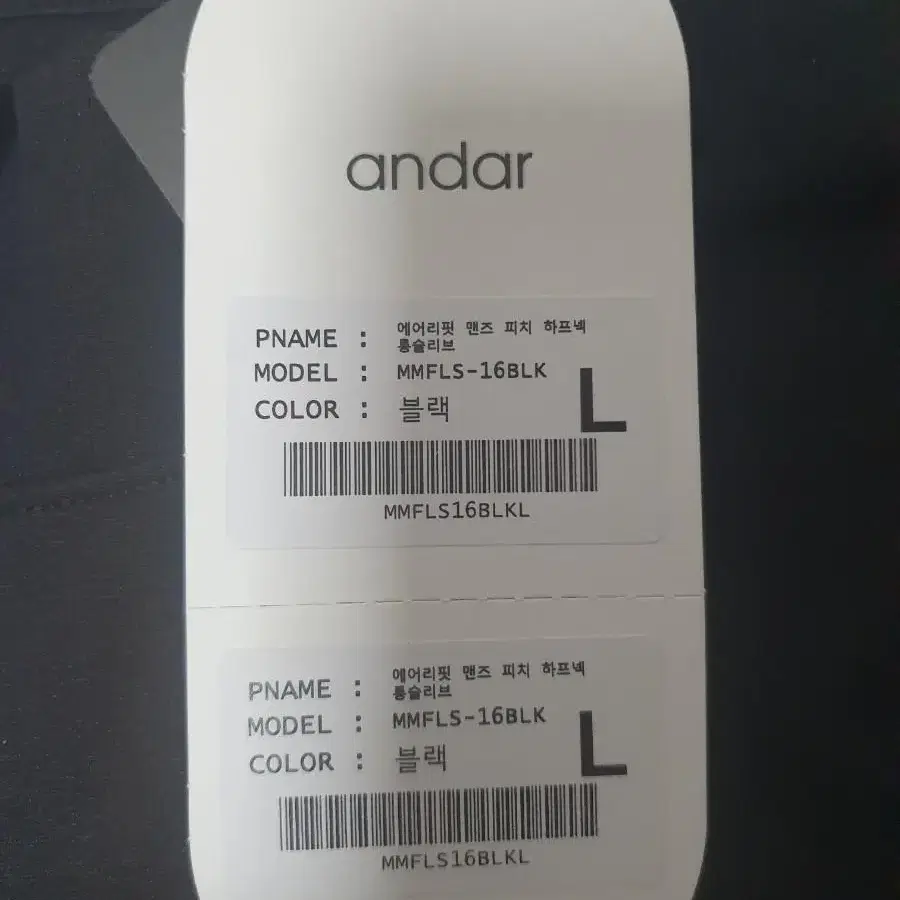 andar
PNAME : 에어리핏 맨즈 피치 하프넥
롱슬리브
MODEL : MMFLS-16BLK
COLOR : 블랙
L
MMFLS16BLKL
PNAME : 에어리핏 맨즈 피치 하프넥
롱슬리브
MODEL : MMFLS-16BLK
COLOR : 블랙
L
MMFLS16BLKL